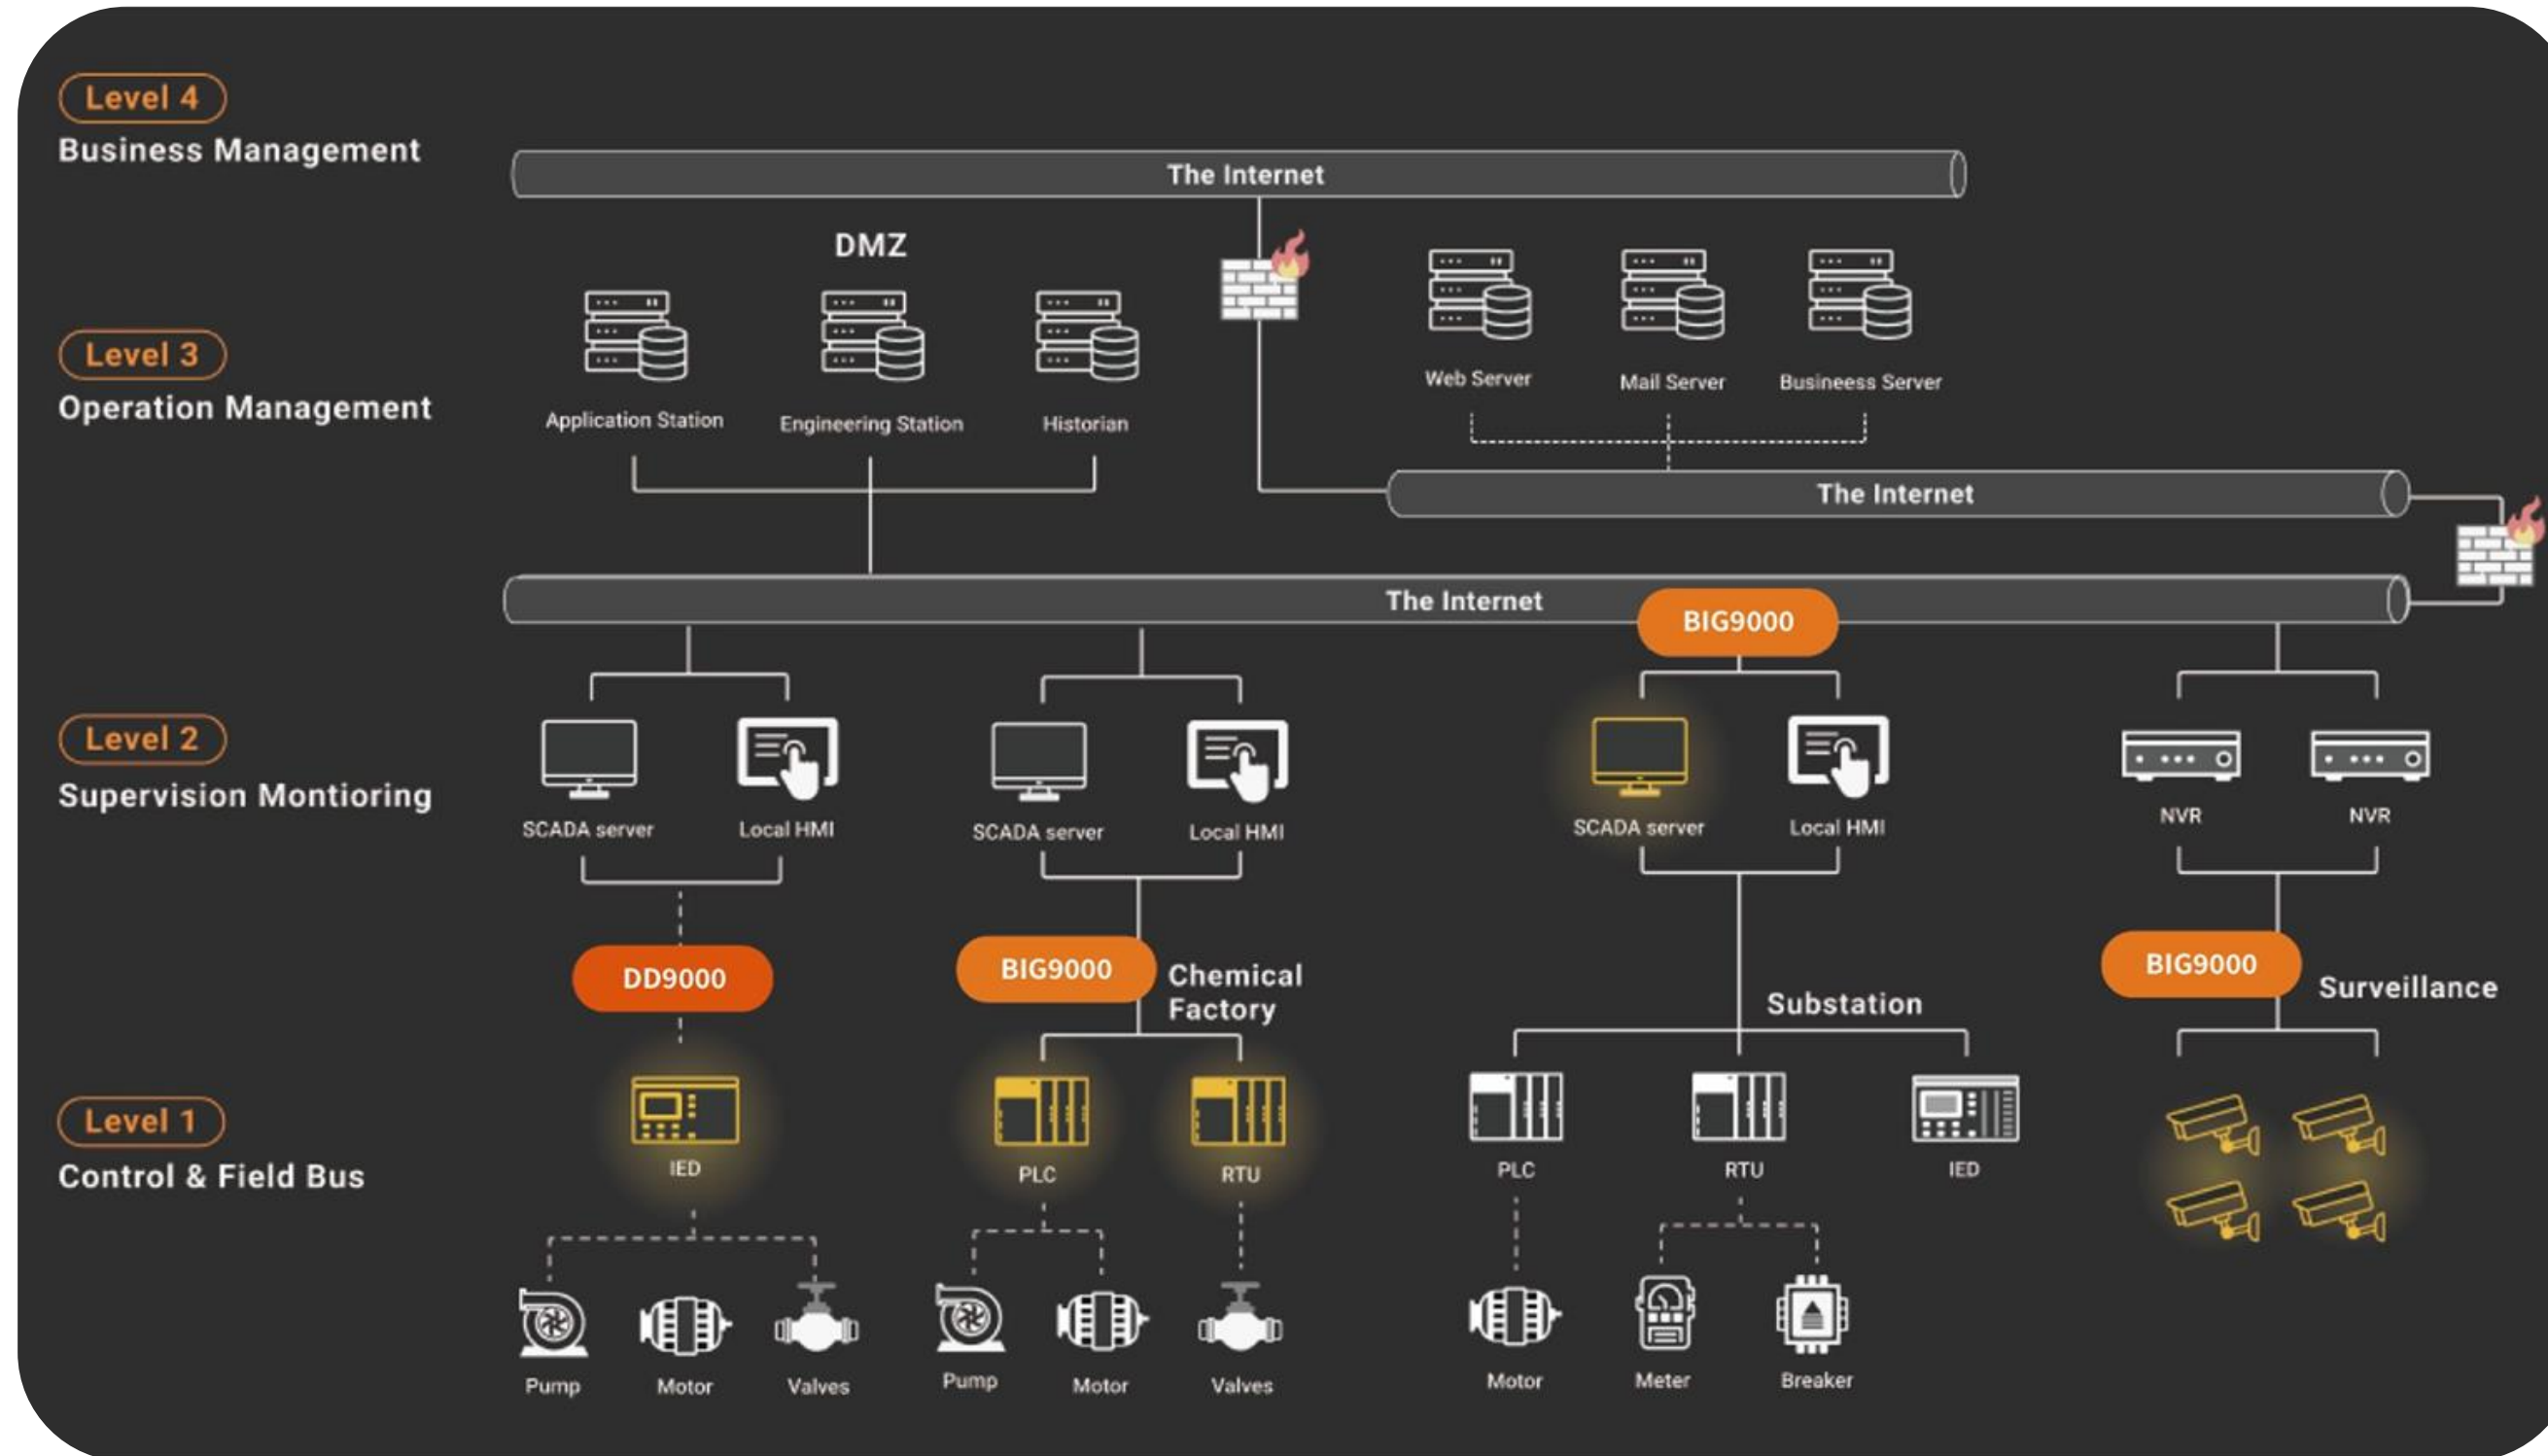 Level 4
Business Management
The Internet
DMZ
Level 3
Operation Management
Application Station
Engineering Station
Historian
Web Server
Mail Server
Busineess Server
The Internet
The Internet
BIG9000
Level 2
Supervision Montioring
SCADA server
Local HMI
SCADA server
Local HMI
SCADA server
Local HMI
NVR
NVR
DD9000
BIG9000
Chemical
Factory
Substation
BIG9000
Surveillance
Level 1
Control & Field Bus
IED
PLC
RTU
PLC
RTU
IED
Pump
Motor
Valves
Pump
Motor
Valves
Motor
Meter
Breaker